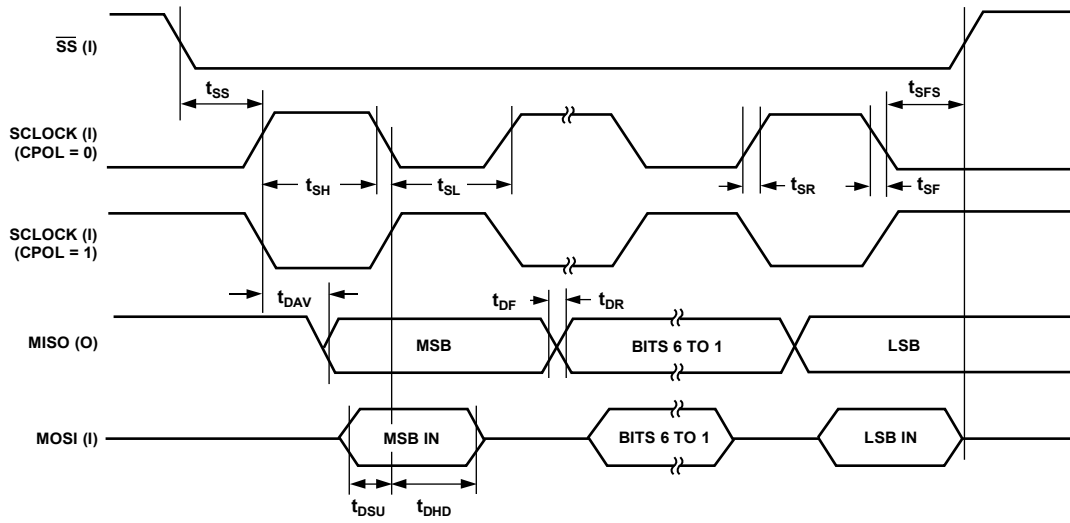 SS (I)
tSS
tSFS
SCLOCK (I)
(CPOL = 0)
tSH
tSL
tSR
tSF
SCLOCK (I)
(CPOL = 1)
tDAV
tDF
tDR
MISO (O)
MSB
BITS 6 TO 1
LSB
MOSI (I)
MSB IN
BITS 6 TO 1
LSB IN
tDSU
tDHD